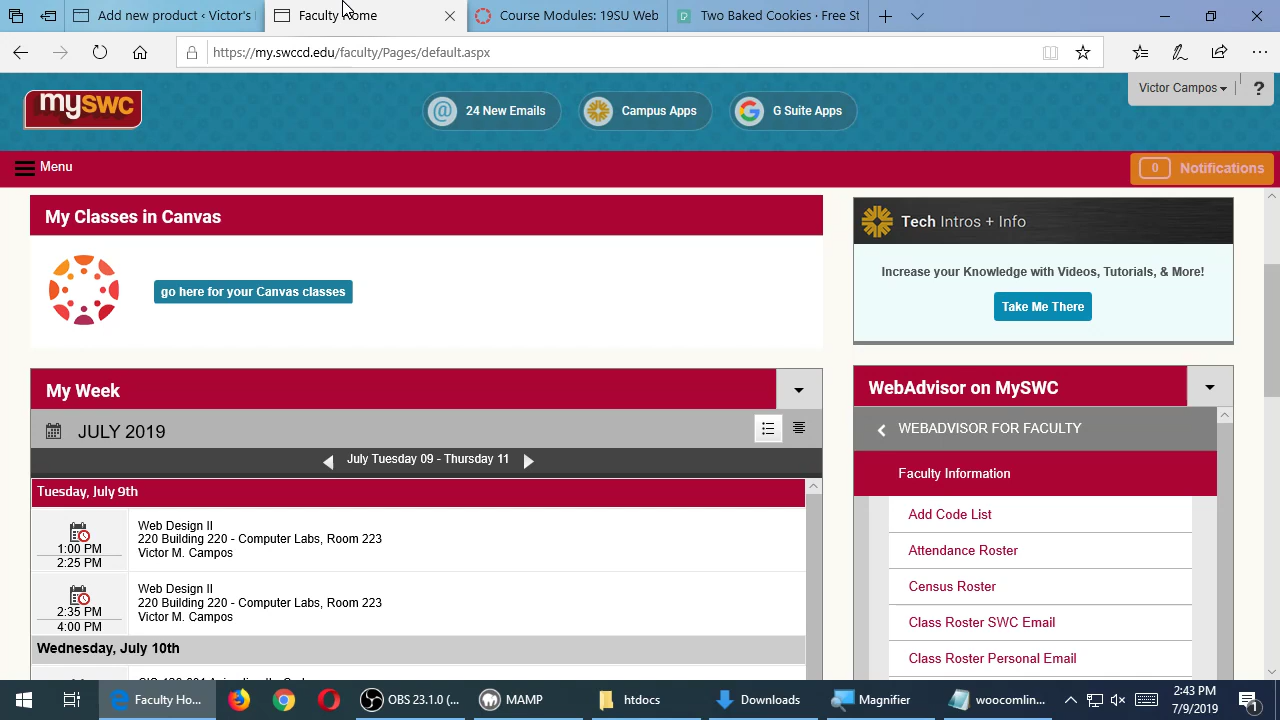 Add new product ‹ Victor's
Faculty Home
Course Modules: 19SU Web
Two Baked Cookies · Free St
https://my.swccd.edu/faculty/Pages/default.aspx
mySWC
@ 24 New Emails
Campus Apps
G Suite Apps
Victor Campos
?
Menu
0 Notifications
My Classes in Canvas
go here for your Canvas classes
Tech Intros + Info
Increase your Knowledge with Videos, Tutorials, & More!
Take Me There
My Week
JULY 2019
July Tuesday 09 - Thursday 11
Tuesday, July 9th
1:00 PM
2:25 PM
Web Design II
220 Building 220 - Computer Labs, Room 223
Victor M. Campos
2:35 PM
4:00 PM
Web Design II
220 Building 220 - Computer Labs, Room 223
Victor M. Campos
Wednesday, July 10th
WebAdvisor on MySWC
WEBADVISOR FOR FACULTY
Faculty Information
Add Code List
Attendance Roster
Census Roster
Class Roster SWC Email
Class Roster Personal Email
Faculty Ho...
OBS 23.1.0 (...
MAMP
htdocs
Downloads
Magnifier
woocomlin...
2:43 PM
7/9/2019
1